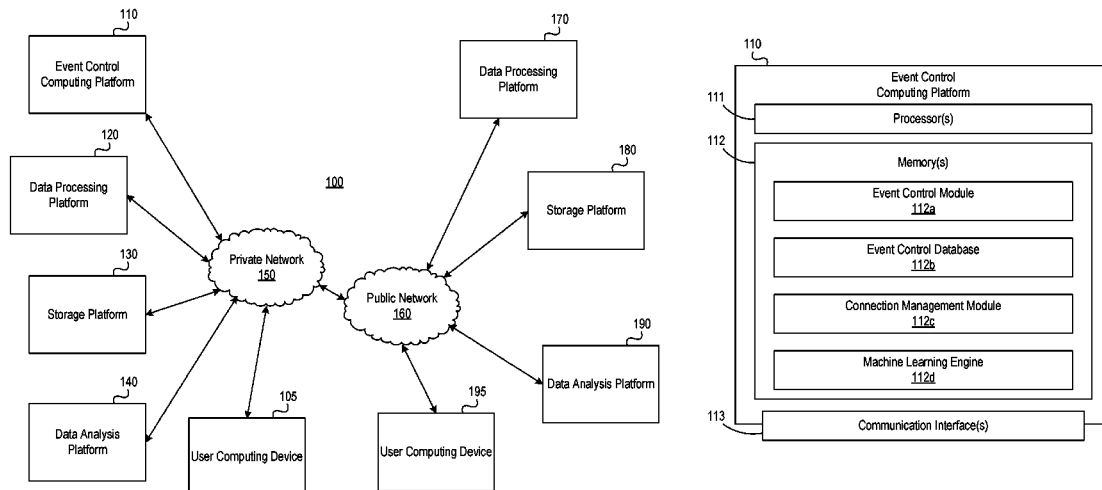 110
Event Control
Computing Platform
120
Data Processing
Platform
130
Storage Platform
140
Data Analysis
Platform
100
Private Network
150
Public Network
160
105
User Computing Device
195
User Computing Device
170
Data Processing
Platform
180
Storage Platform
190
Data Analysis Platform
110
Event Control
Computing Platform
111
Processor(s)
112
Memory(s)
Event Control Module
112a
Event Control Database
112b
Connection Management Module
112c
Machine Learning Engine
112d
113
Communication Interface(s)